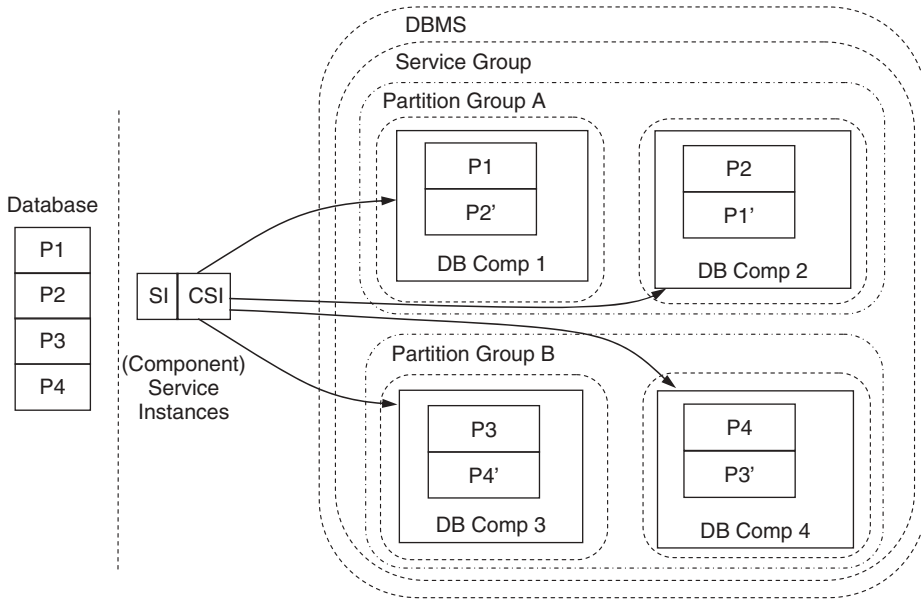 DBMS
Service Group
Partition Group A
P1
P2'
DB Comp 1
P2
P1'
DB Comp 2
Database
P1
P2
P3
P4
SI
CSI
(Component)
Service
Instances
Partition Group B
P3
P4'
DB Comp 3
P4
P3'
DB Comp 4